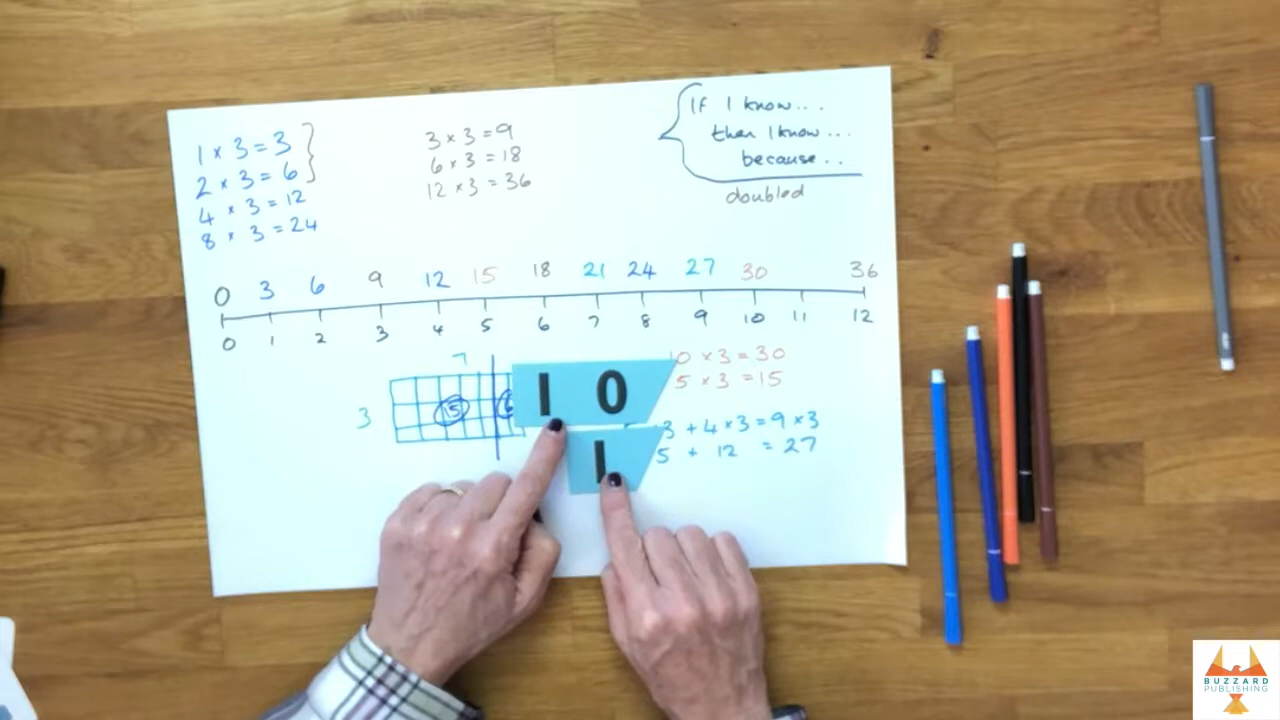 1 × 3 = 3
2 × 3 = 6
4 × 3 = 12
8 × 3 = 24
3 × 3 = 9
6 × 3 = 18
12 × 3 = 36
If I know...
then I know...
because..
doubled
0 3 6 9 12 15 18 21 24 27 30 36
0 1 2 3 4 5 6 7 8 9 10 11 12
7
3
15
10
1
0 × 3 = 30
5 × 3 = 15
3 + 4 × 3 = 9 × 3
5 + 12 = 27
BUZZARD
PUBLISHING